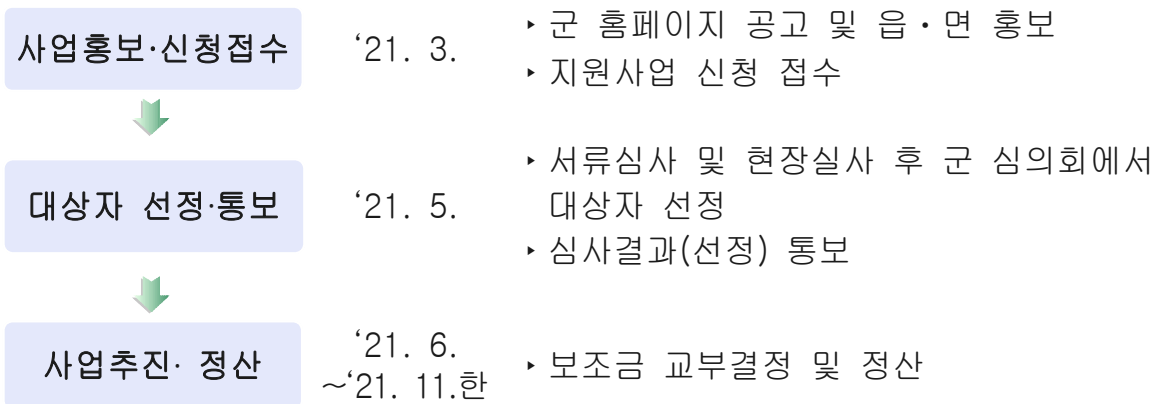 사업홍보·신청접수
‘21. 3.
‣군 홈페이지 공고 및 읍·면 홍보
‣지원사업 신청 접수
대상자 선정·통보
‘21. 5.
‣서류심사 및 현장실사 후 군 심의회에서
대상자 선정
‣심사결과(선정) 통보
사업추진· 정산
‘21. 6.
~‘21. 11.한
‣보조금 교부결정 및 정산